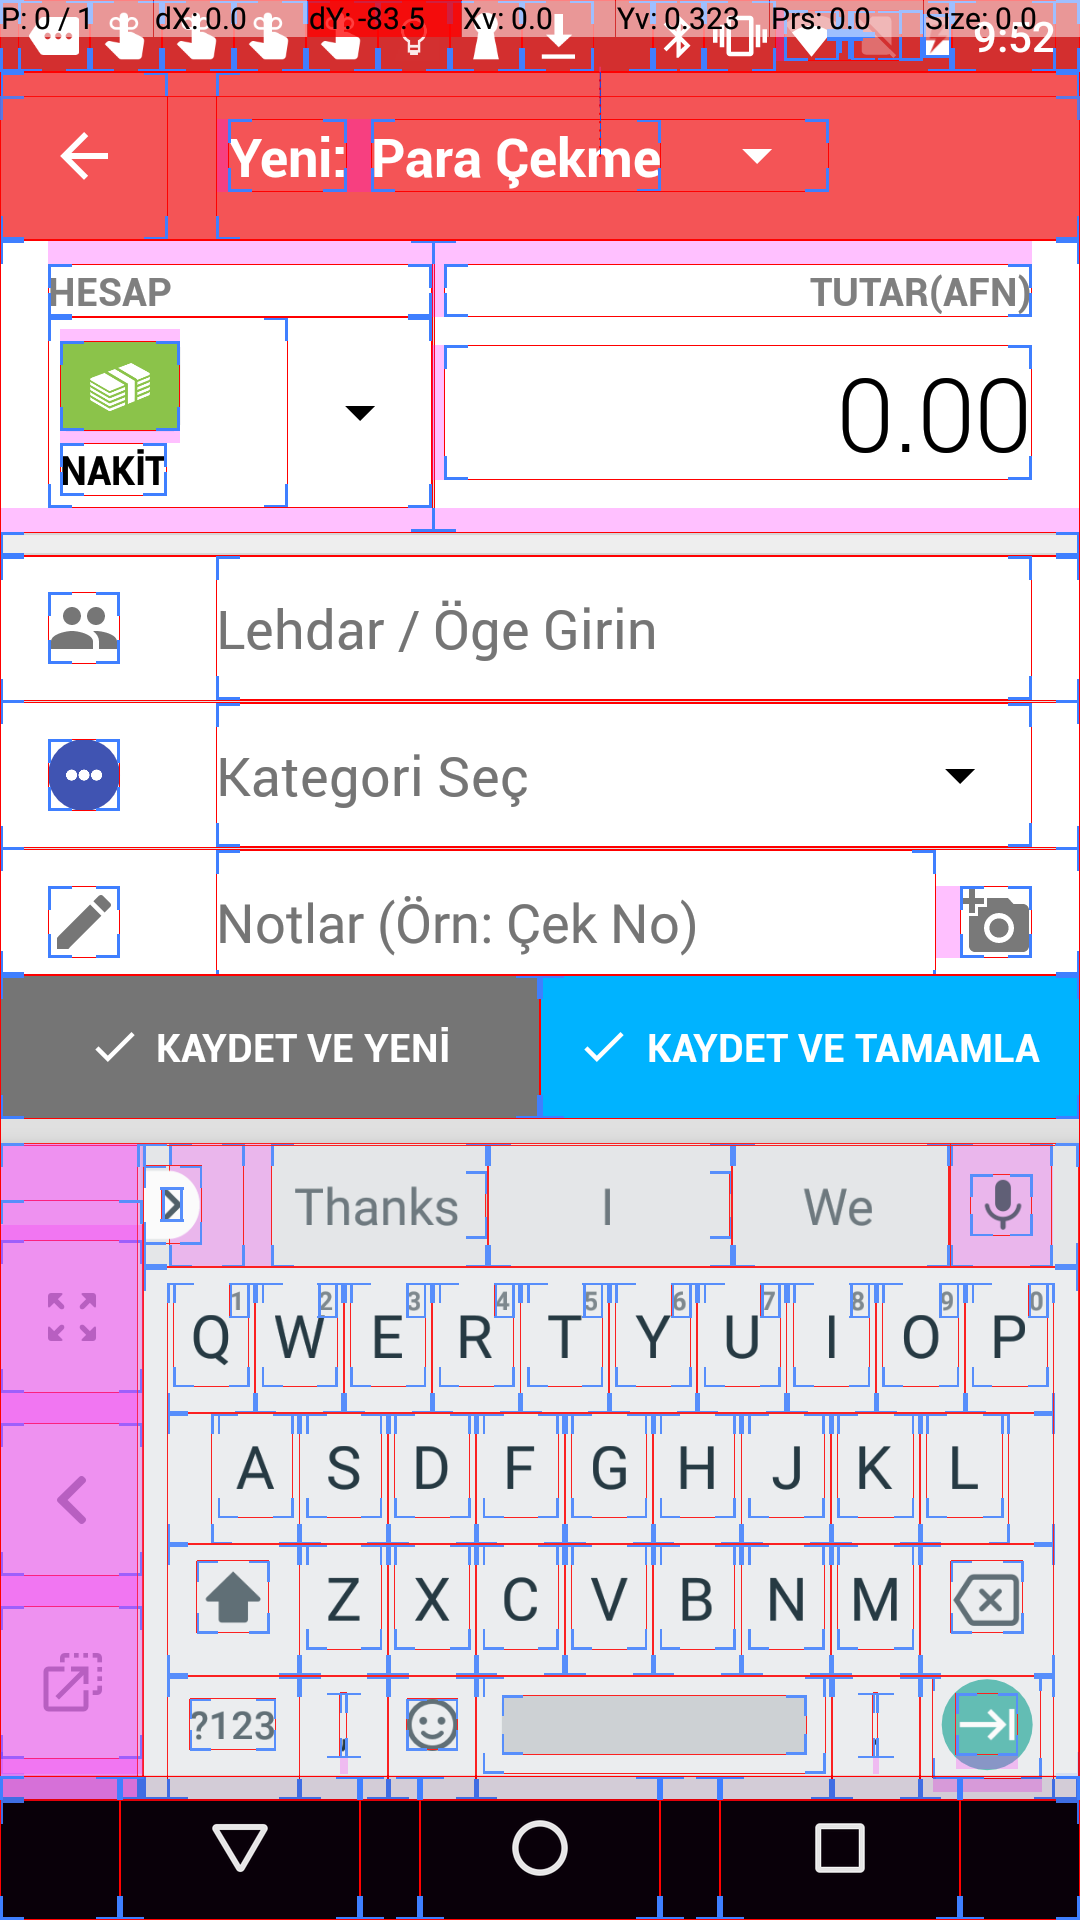 P: 0 / 1 dX: 0.0 dY: -83.5 Xv: 0.0 Yv: 0.323 Prs: 0.0 Size: 0.0
9:52
Yeni: Para Çekme
HESAP TUTAR(AFN)
0.00
NAKİT
Lehdar / Öge Girin
Kategori Seç
Notlar (Örn: Çek No)
KAYDET VE YENİ KAYDET VE TAMAMLA
Thanks I We
1 2 3 4 5 6 7 8 9 0
Q W E R T Y U I O P
A S D F G H J K L
Z X C V B N M
?123 , .